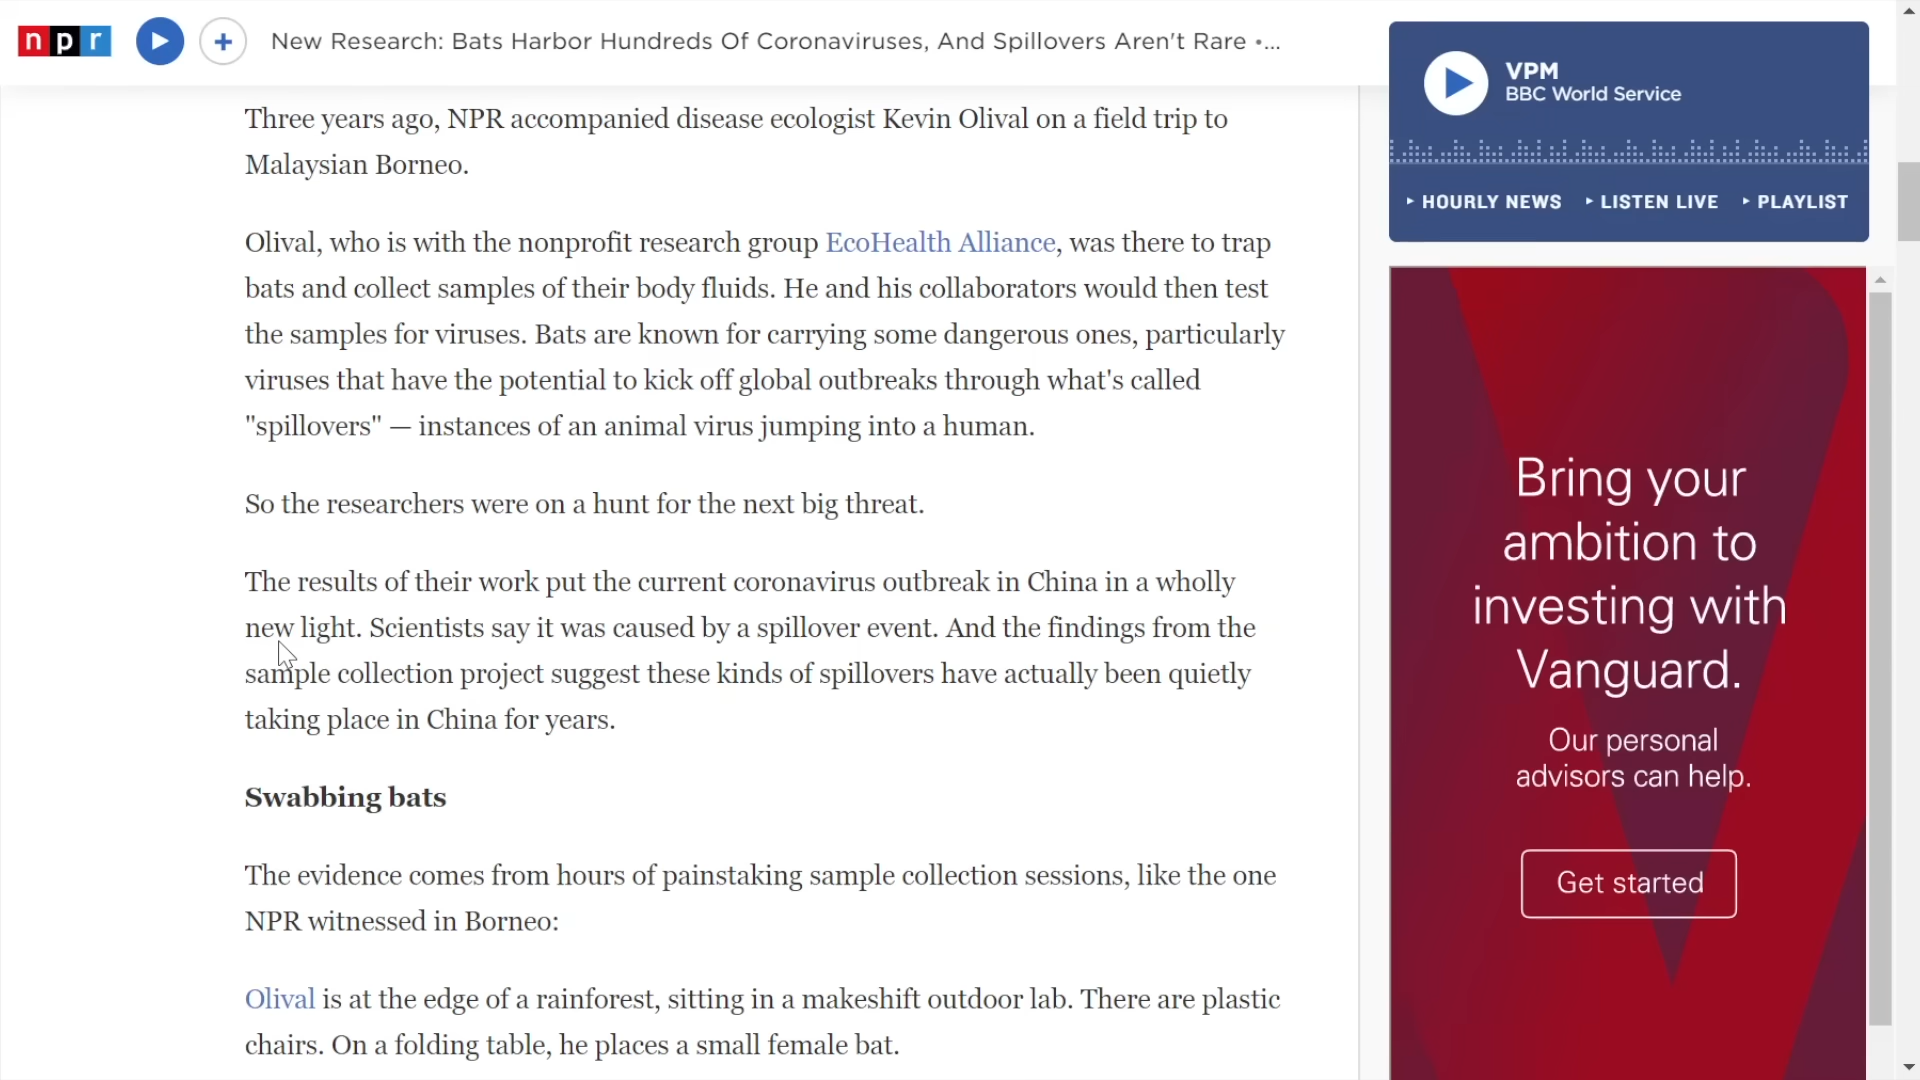 npr
New Research: Bats Harbor Hundreds Of Coronaviruses, And Spillovers Aren't Rare •...
Three years ago, NPR accompanied disease ecologist Kevin Olival on a field trip to
Malaysian Borneo.
Olival, who is with the nonprofit research group EcoHealth Alliance, was there to trap
bats and collect samples of their body fluids. He and his collaborators would then test
the samples for viruses. Bats are known for carrying some dangerous ones, particularly
viruses that have the potential to kick off global outbreaks through what's called
"spillovers" — instances of an animal virus jumping into a human.
So the researchers were on a hunt for the next big threat.
The results of their work put the current coronavirus outbreak in China in a wholly
new light. Scientists say it was caused by a spillover event. And the findings from the
sample collection project suggest these kinds of spillovers have actually been quietly
taking place in China for years.
Swabbing bats
The evidence comes from hours of painstaking sample collection sessions, like the one
NPR witnessed in Borneo:
Olival is at the edge of a rainforest, sitting in a makeshift outdoor lab. There are plastic
chairs. On a folding table, he places a small female bat.
VPM
BBC World Service
HOURLY NEWS
LISTEN LIVE
PLAYLIST
Bring your
ambition to
investing with
Vanguard.
Our personal
advisors can help.
Get started